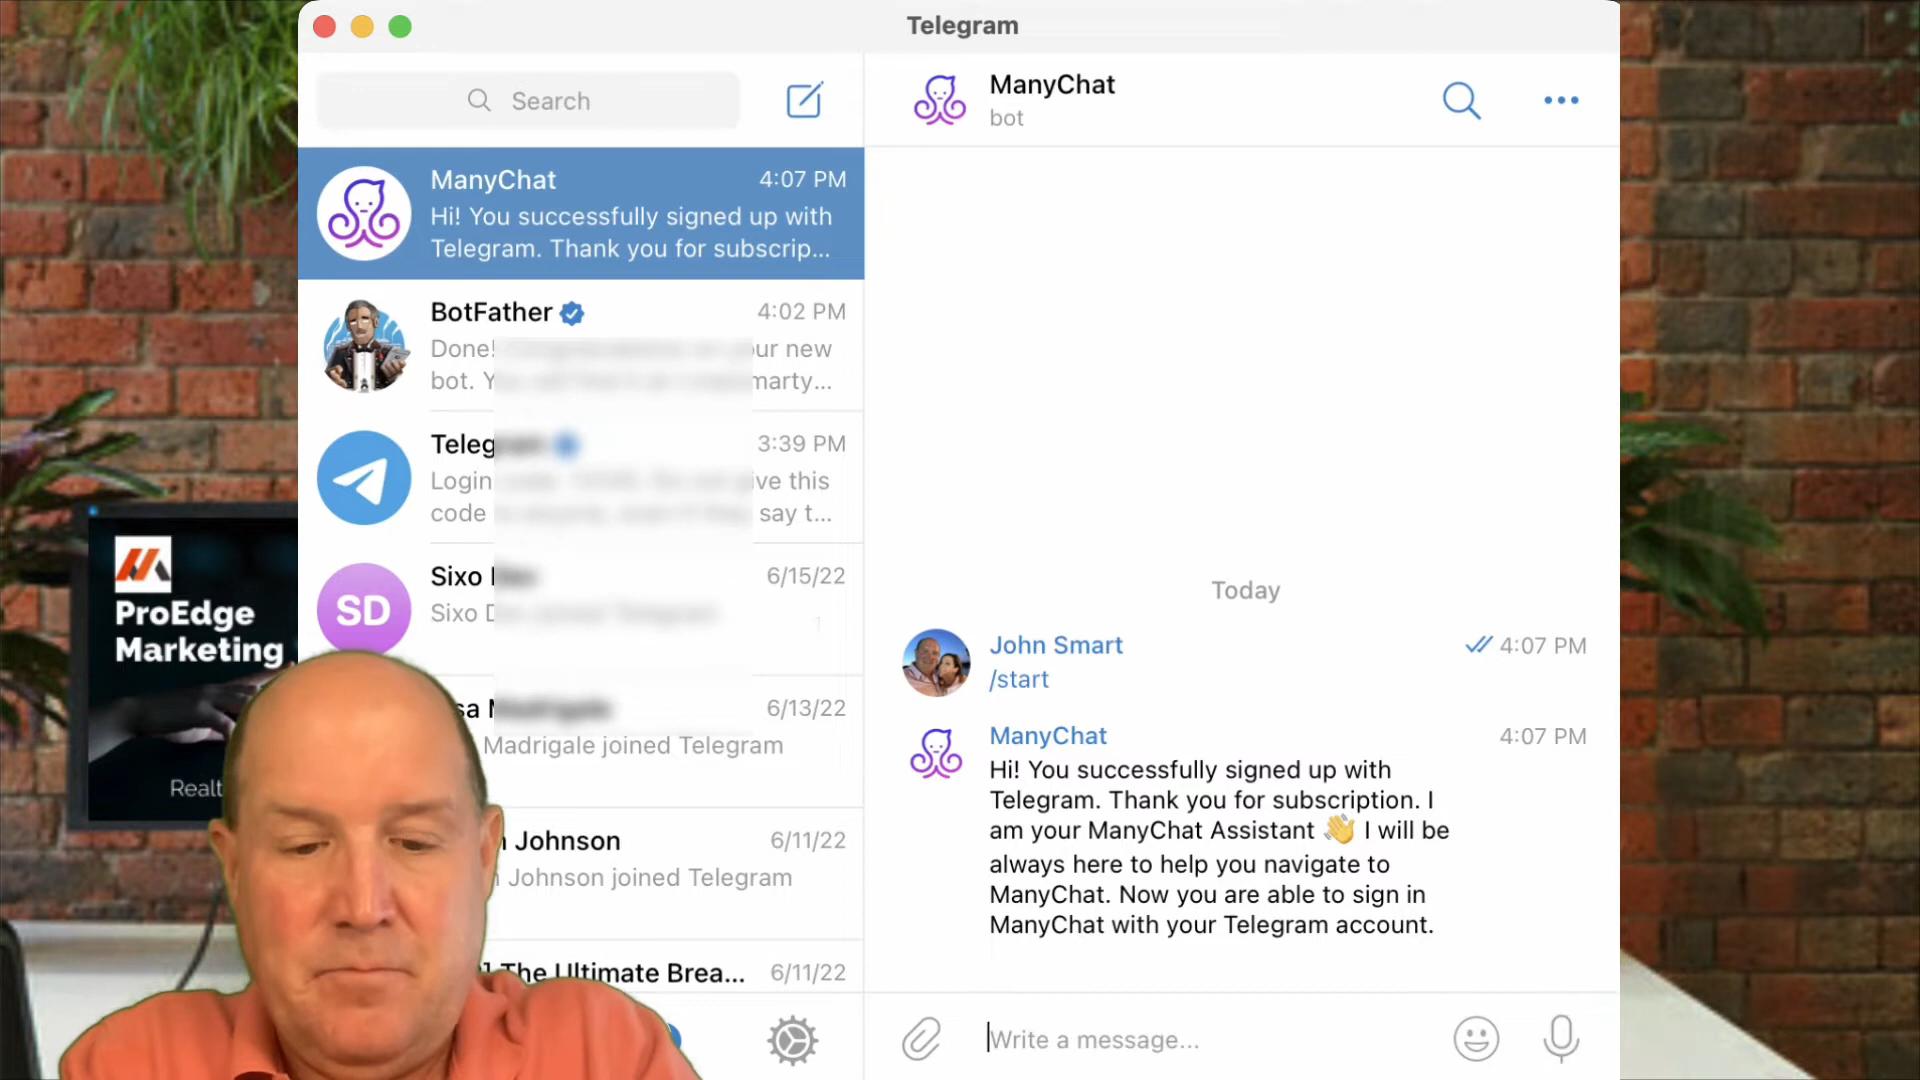 Telegram
Search
ManyChat
bot
ManyChat 4:07 PM
Hi! You successfully signed up with
Telegram. Thank you for subscrip...
BotFather 4:02 PM
Done! your new
bot.
3:39 PM
Login give this
code say t...
Sixo 6/15/22
Sixo
6/13/22
Madrigale joined Telegram
Johnson 6/11/22
Johnson joined Telegram
The Ultimate Brea... 6/11/22
SD
Today
John Smart 4:07 PM
/start
ManyChat 4:07 PM
Hi! You successfully signed up with
Telegram. Thank you for subscription. I
am your ManyChat Assistant 👋 I will be
always here to help you navigate to
ManyChat. Now you are able to sign in
ManyChat with your Telegram account.
Write a message...
ProEdge
Marketing